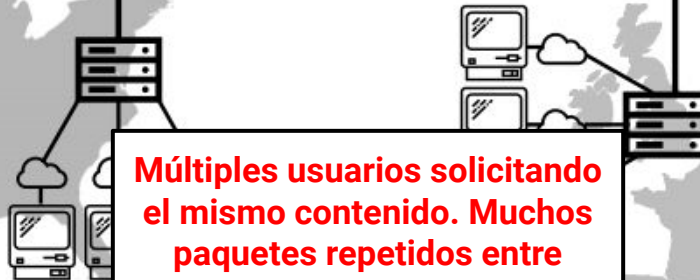 Múltiples usuarios solicitando
el mismo contenido. Muchos
paquetes repetidos entre